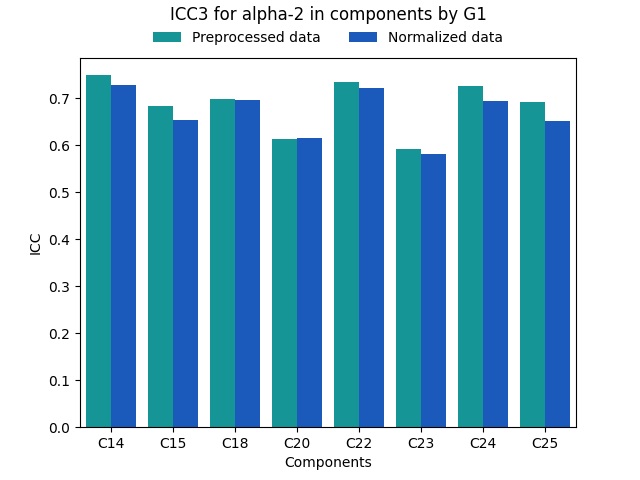 ICC3 for alpha-2 in components by G1
Preprocessed data Normalized data
ICC
0.7
0.6
0.5
0.4
0.3
0.2
0.1
0.0
C14 C15 C18 C20 C22 C23 C24 C25
Components